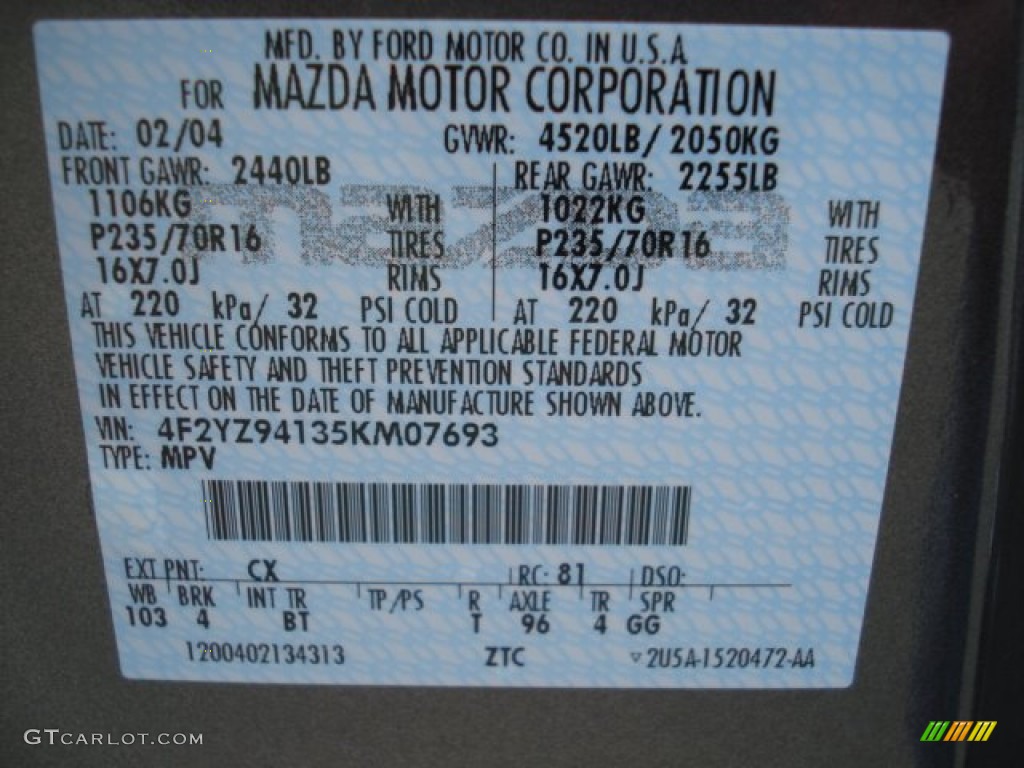 MFD. BY FORD MOTOR CO. IN U.S.A.
FOR MAZDA MOTOR CORPORATION
DATE: 02/04 GVWR: 4520LB/ 2050KG
FRONT GAWR: 2440LB REAR GAWR: 2255LB
1106KG WITH 1022KG WITH
P235/70R16 TIRES P235/70R16 TIRES
16X7.0J RIMS 16X7.0J RIMS
AT 220 kPa/ 32 PSI COLD AT 220 kPa/ 32 PSI COLD
mazda
THIS VEHICLE CONFORMS TO ALL APPLICABLE FEDERAL MOTOR
VEHICLE SAFETY AND THEFT PREVENTION STANDARDS
IN EFFECT ON THE DATE OF MANUFACTURE SHOWN ABOVE.
VIN: 4F2YZ94135KM07693
TYPE: MPV
EXT PNT: CX RC: 81 DSO:
WB BRK INT TR TP/PS R AXLE TR SPR
103 4 BT T 96 4 GG
1200402134313 ZTC ▽ 2U5A-1520472-AA
GTCARLOT.COM